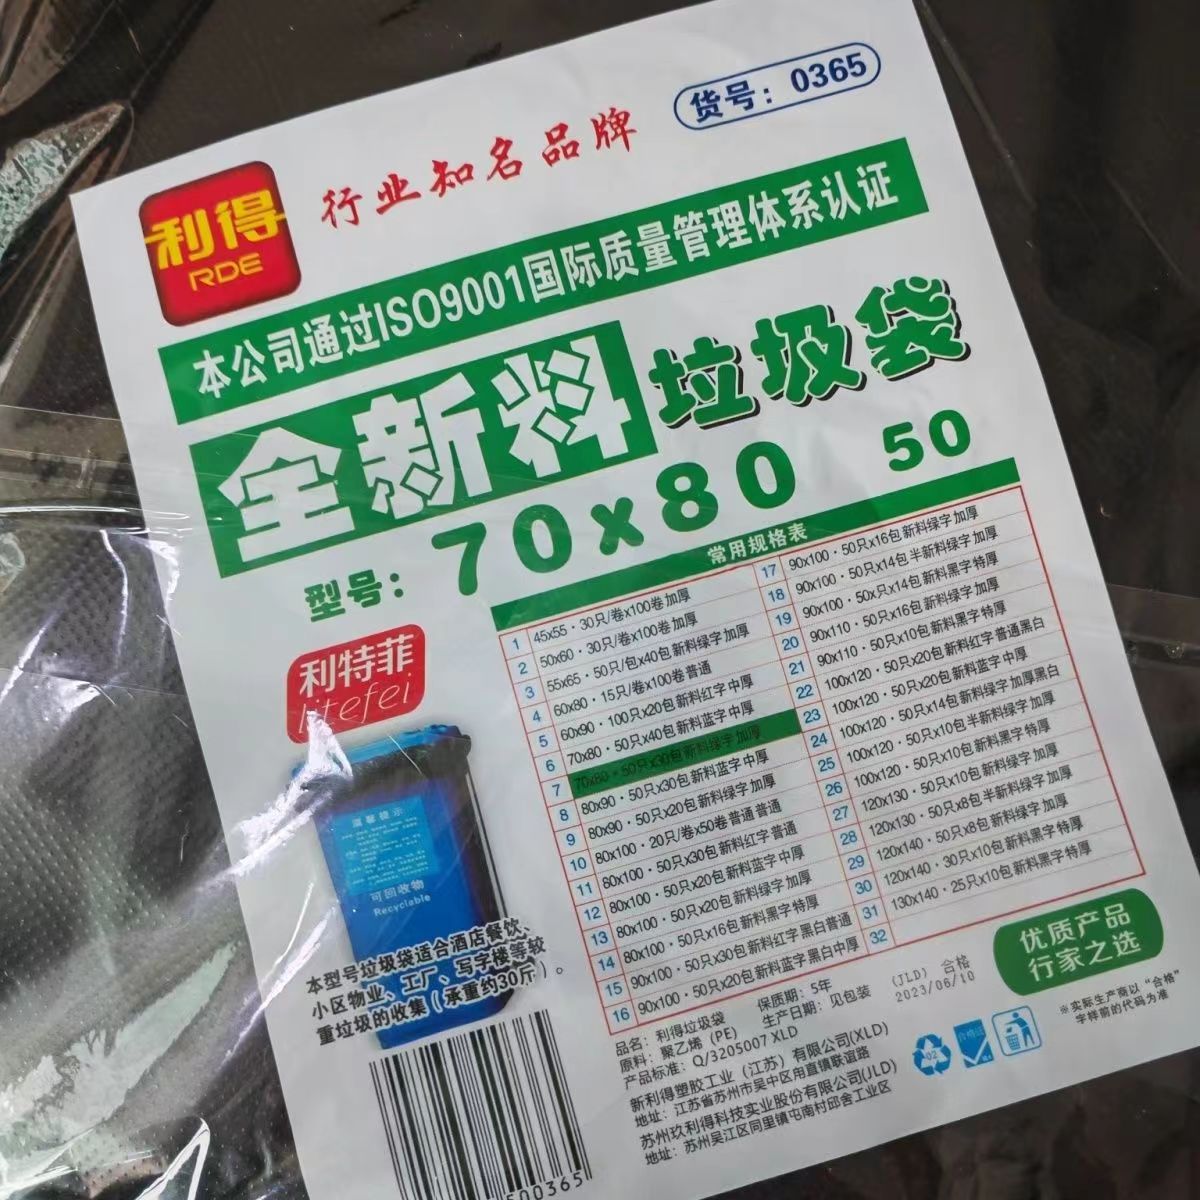 利得
RDE
行业知名品牌
货号：0365
本公司通过ISO9001国际质量管理体系认证
全新料垃圾袋
型号：70x80 50
常用规格表
1 45x55·30只/卷x100卷加厚
2 50x60·30只/卷x100卷加厚
3 55x65·50只/包x40包新料绿字加厚
4 60x80·15只/卷x100卷普通
5 60x90·100只x20包新料红字中厚
6 70x80·50只x40包新料蓝字中厚
7 70x80·50只x30包新料绿字加厚
8 80x90·50只x30包新料蓝字中厚
9 80x90·50只x20包新料绿字加厚
10 80x100·20只/卷x50卷普通普通
11 80x100·50只x30包新料红字普通
12 80x100·50只x20包新料蓝字中厚
13 80x100·50只x20包新料绿字加厚
14 80x100·50只x16包新料黑字特厚
15 90x100·50只x30包新料红字黑白普通
16 90x100·50只x20包新料蓝字黑白中厚
17 90x100·50只x16包新料绿字加厚
18 90x100·50只x14包半新料绿字加厚
19 90x100·50x只x14包新料黑字特厚
20 90x110·50只x16包新料绿字加厚
21 90x110·50只x10包新料黑字特厚
22 100x120·50只x20包新料红字普通黑白
23 100x120·50只x20包新料蓝字中厚
24 100x120·50只x14包新料绿字加厚黑白
25 100x120·50只x10包半新料绿字加厚
26 100x120·50只x10包新料黑字特厚
27 120x130·50只x10包新料绿字加厚
28 120x130·50只x8包半新料绿字加厚
29 120x140·50只x8包新料绿字加厚
30 120x140·30只x10包新料黑字特厚
31 130x140·25只x10包新料黑字特厚
32
利特菲
litefei
温馨提示
可回收物
Recyclable
本型号垃圾袋适合酒店餐饮、
小区物业、工厂、写字楼等较
重垃圾的收集（承重约30斤）。
优质产品
行家之选
品名：利得垃圾袋 保质期：5年
原料：聚乙烯（PE） 生产日期：见包装
产品标准：Q/3205007 XLD
(JLD) 合格
2023/06/10
新利得塑胶工业（江苏）有限公司(XLD)
地址：江苏省苏州市吴中区甪直镇联谊路
苏州玖利得科技实业股份有限公司(JLD)
地址：苏州吴江区同里镇屯南村邱舍工业区
02
合格证
※实际生产商以“合格”
字样前的代码为准
500365